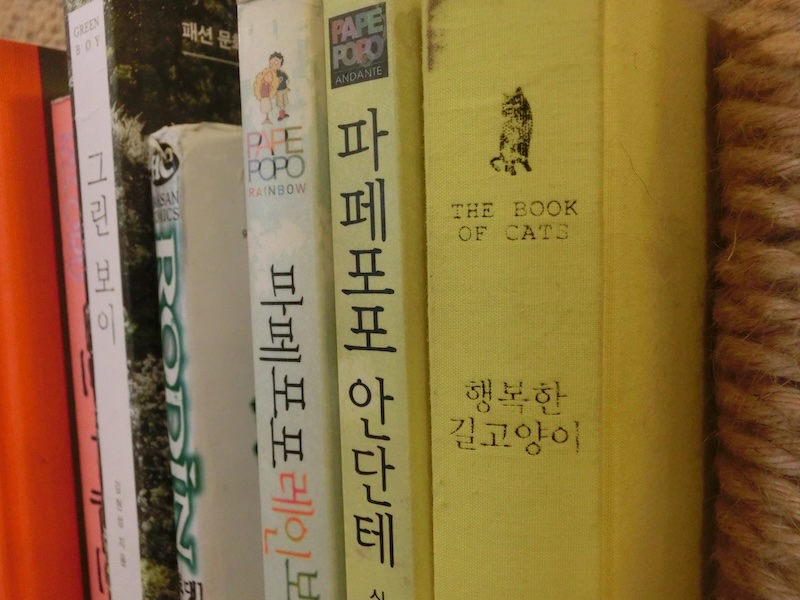 GREEN
BOY
그린 보이
패션 문
RODIN
PAPE
POPO
RAINBOW
파페포포 레인보
PAPE
POPO
ANDANTE
파페포포 안단테
THE BOOK
OF CATS
행복한
길고양이